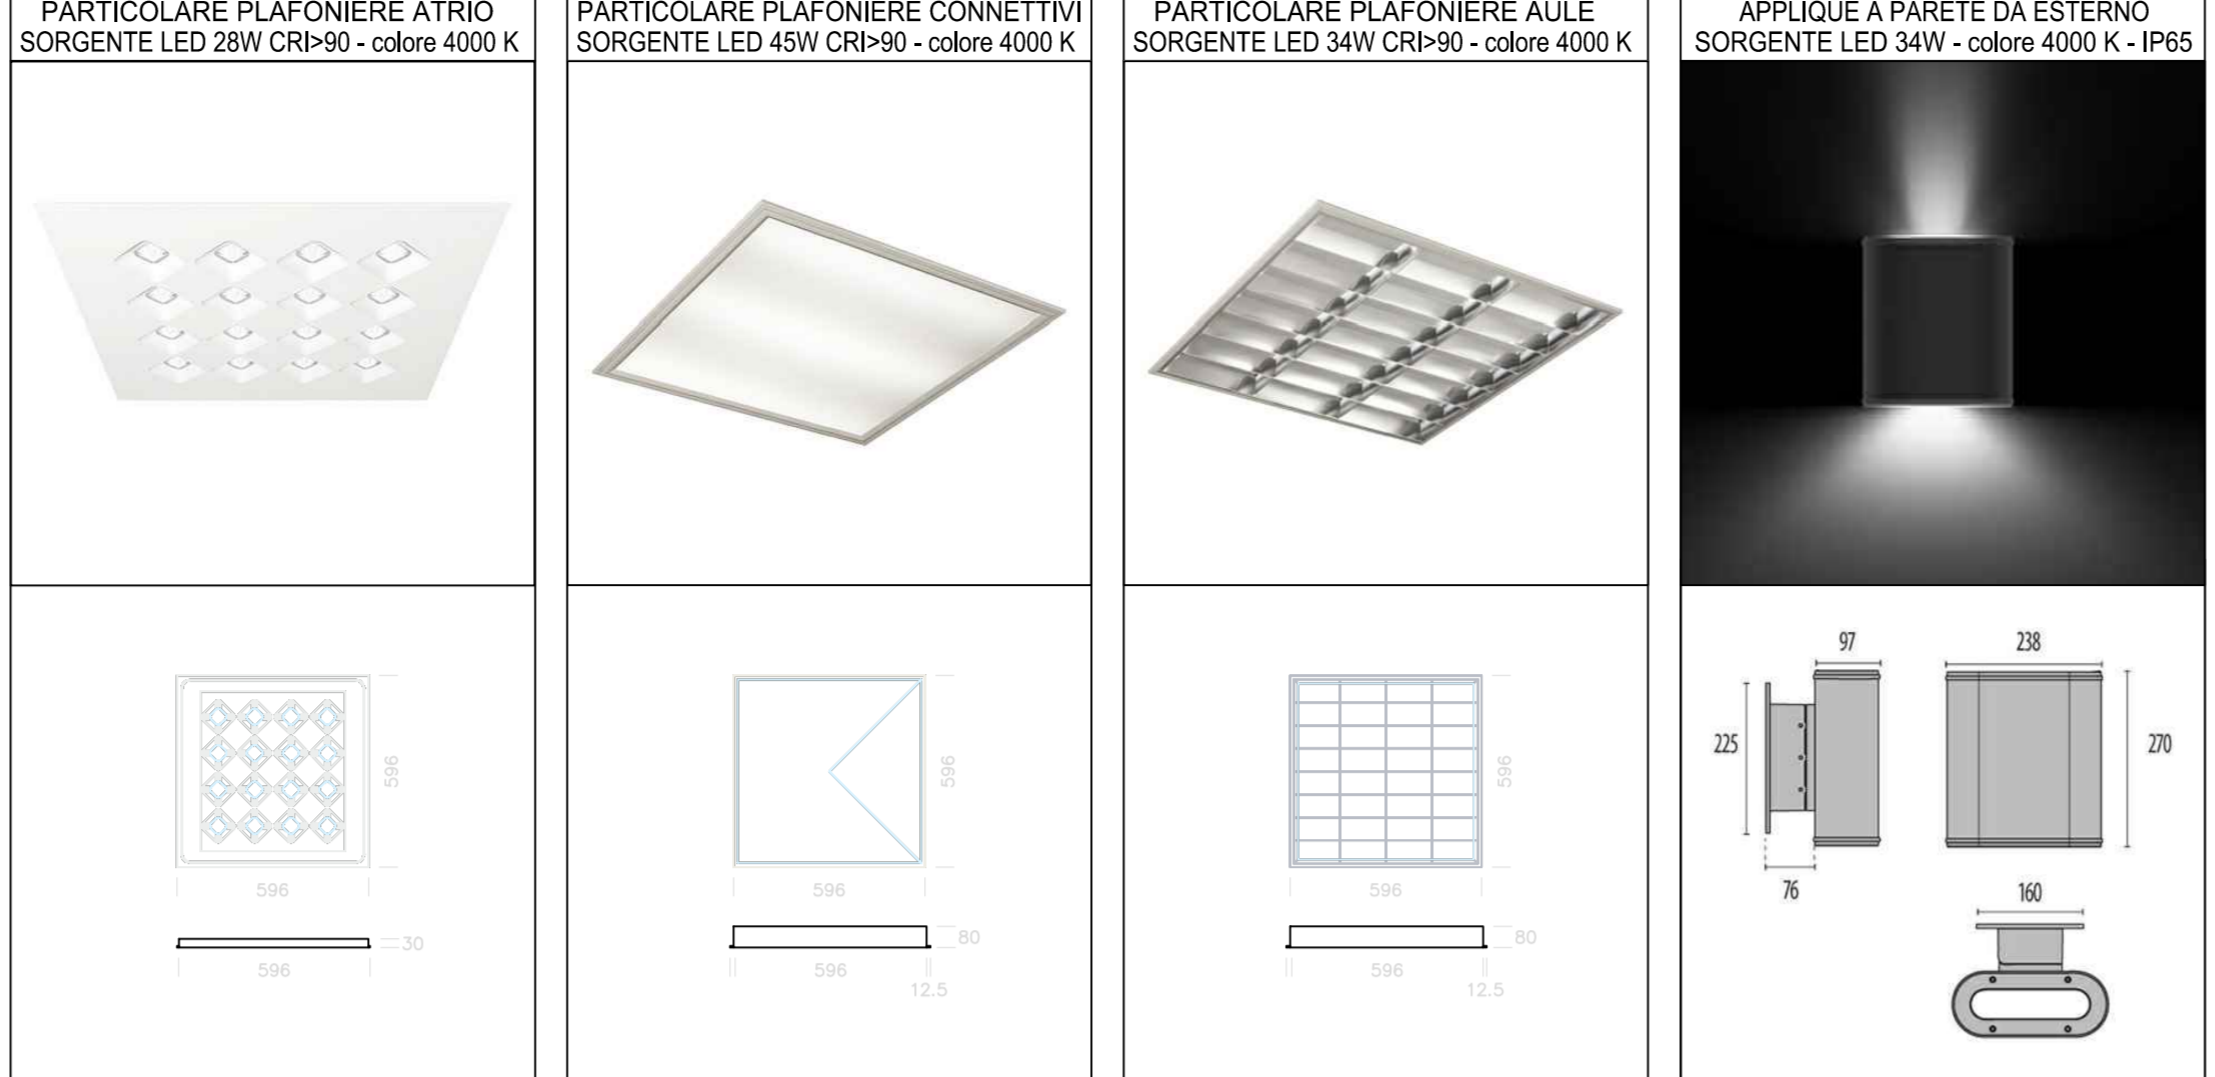 PARTICOLARE PLAFONIERE ATRIO
SORGENTE LED 28W CRI>90 - colore 4000 K
596
596
30
596
PARTICOLARE PLAFONIERE CONNETTIVI
SORGENTE LED 45W CRI>90 - colore 4000 K
596
596
80
596
12.5
PARTICOLARE PLAFONIERE AULE
SORGENTE LED 34W CRI>90 - colore 4000 K
596
596
80
596
12.5
APPLIQUE A PARETE DA ESTERNO
SORGENTE LED 34W - colore 4000 K - IP65
97
238
225
270
76
160